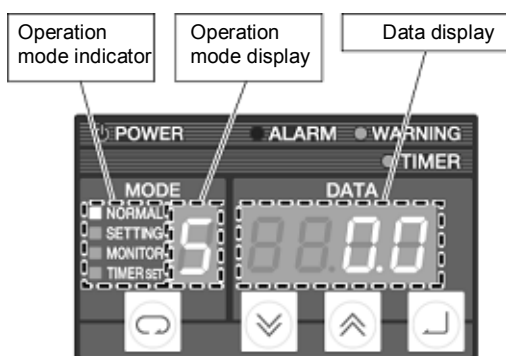 Operation
mode indicator
Operation
mode display
Data display
POWER ALARM WARNING
TIMER
MODE DATA
NORMAL
SETTING
MONITOR
TIMER SET
5 0.0